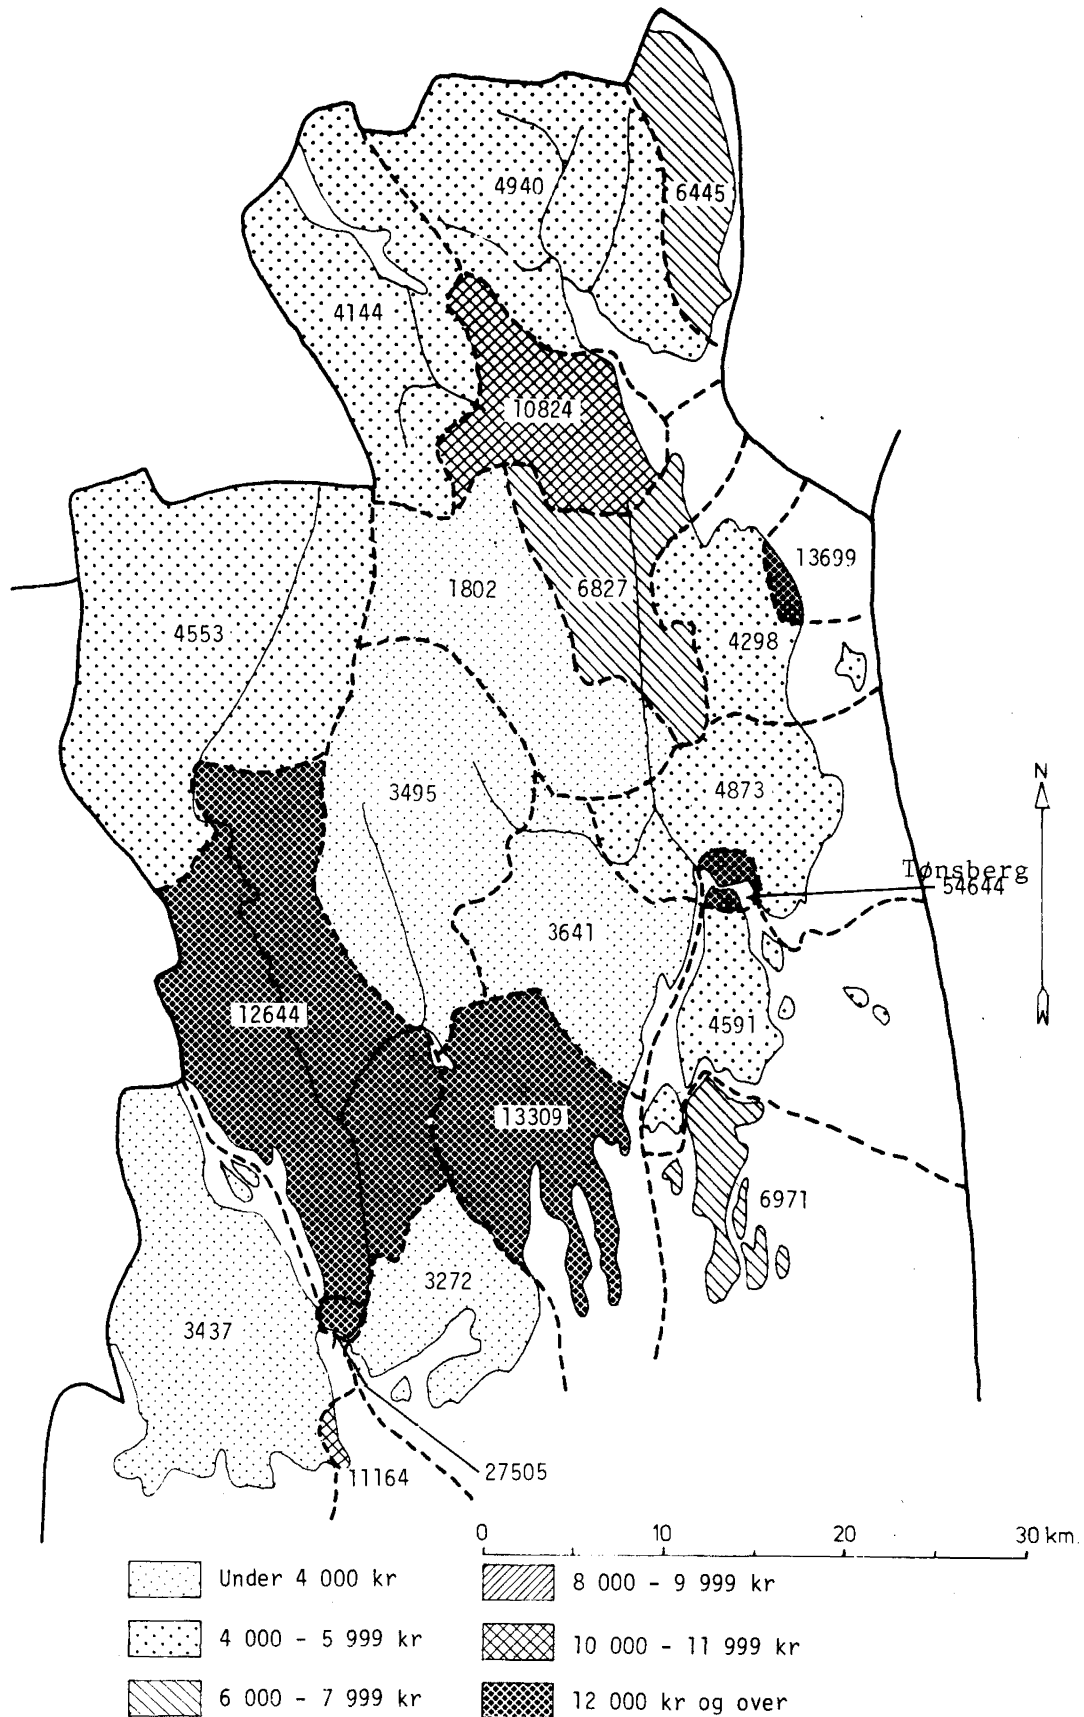 4940
6445
4144
10824
13699
1802
6827
4553
4298
N
3495
4873
Tønsberg
54644
3641
12644
4591
13309
6971
3272
3437
11164
27505
0 10 20 30 km.
Under 4 000 kr
4 000 - 5 999 kr
6 000 - 7 999 kr
8 000 - 9 999 kr
10 000 - 11 999 kr
12 000 kr og over